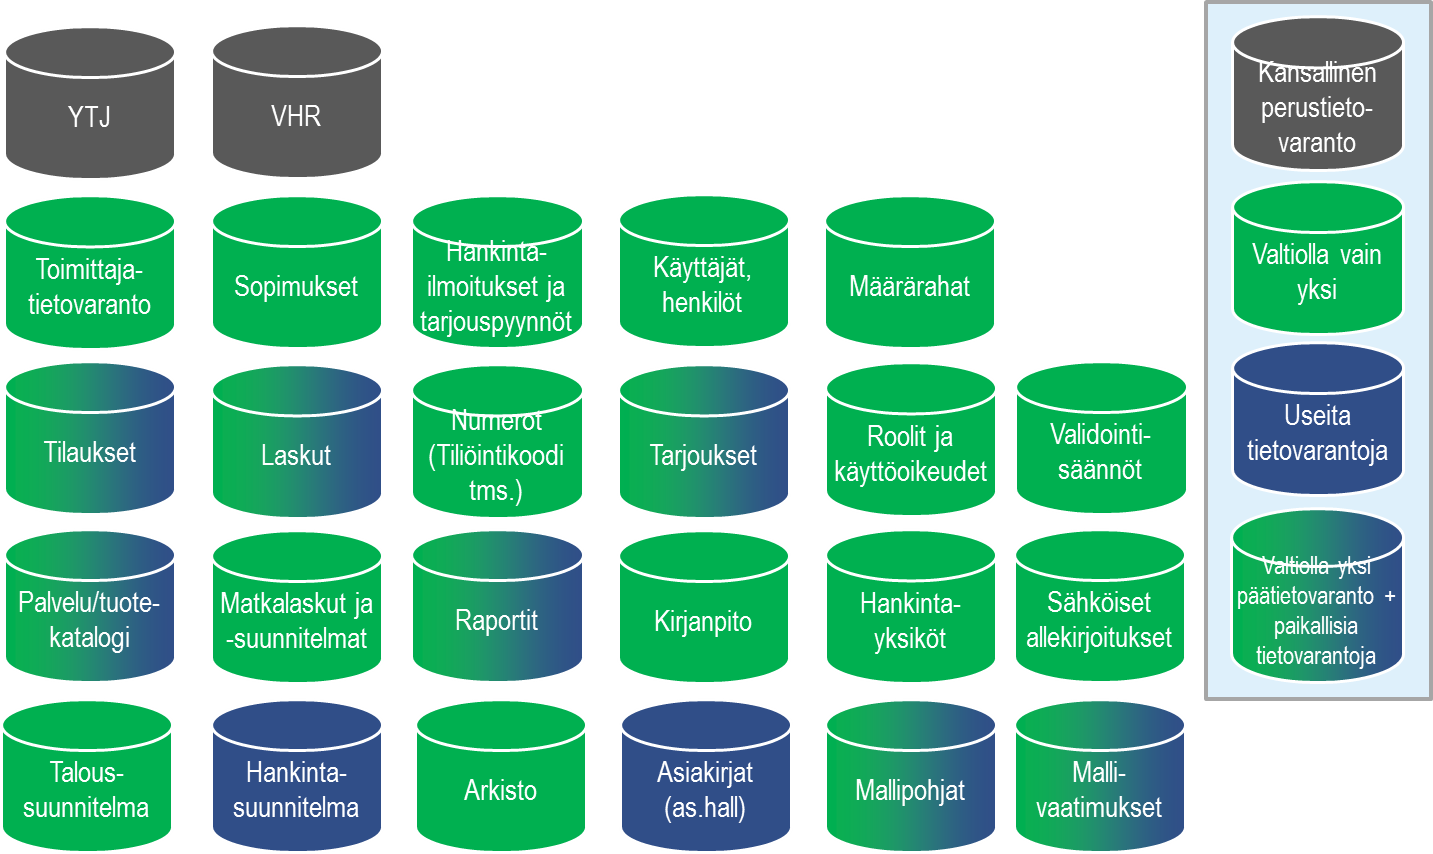 YTJ
VHR
Toimittaja-
tietovaranto
Sopimukset
Hankinta-
ilmoitukset ja
tarjouspyynnöt
Käyttäjät,
henkilöt
Määrärahat
Tilaukset
Laskut
Numerot
(Tiliöintikoodi
tms.)
Tarjoukset
Roolit ja
käyttöoikeudet
Validointi-
säännöt
Palvelu/tuote-
katalogi
Matkalaskut ja
-suunnitelmat
Raportit
Kirjanpito
Hankinta-
yksiköt
Sähköiset
allekirjoitukset
Talous-
suunnitelma
Hankinta-
suunnitelma
Arkisto
Asiakirjat
(as.hall)
Mallipohjat
Malli-
vaatimukset
Kansallinen
perustieto-
varanto
Valtiolla vain
yksi
Useita
tietovarantoja
Valtiolla yksi
päätietovaranto +
paikallisia
tietovarantoja